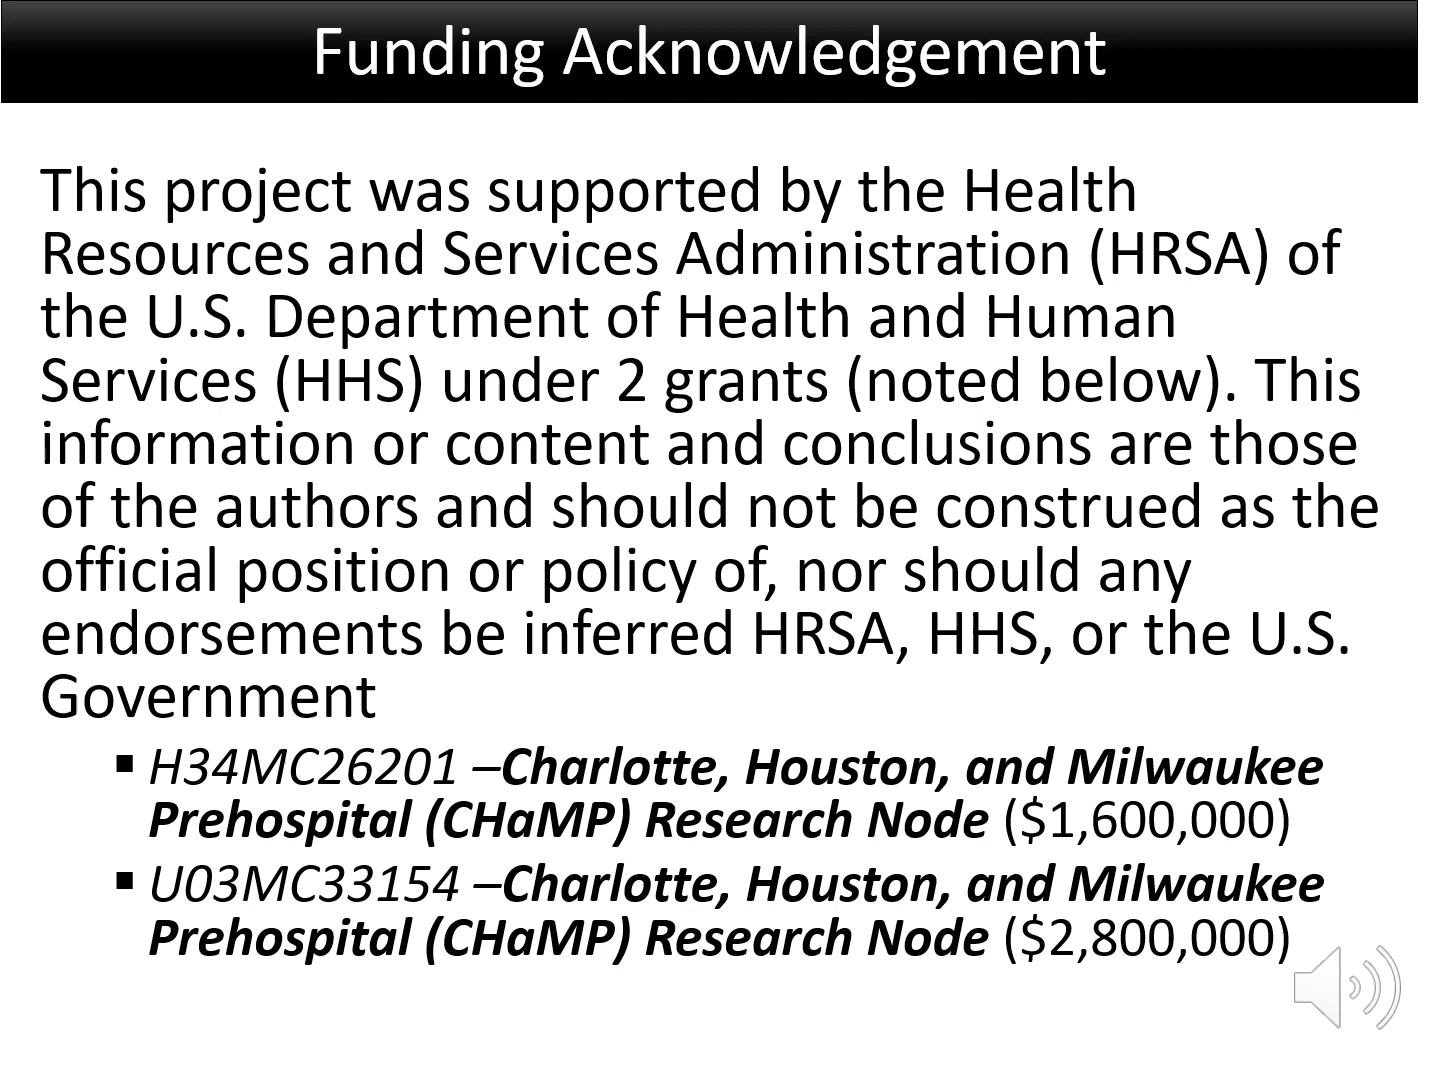 Funding Acknowledgement
This project was supported by the Health
Resources and Services Administration (HRSA) of
the U.S. Department of Health and Human
Services (HHS) under 2 grants (noted below). This
information or content and conclusions are those
of the authors and should not be construed as the
official position or policy of, nor should any
endorsements be inferred HRSA, HHS, or the U.S.
Government
▪ H34MC26201 –Charlotte, Houston, and Milwaukee
Prehospital (CHaMP) Research Node ($1,600,000)
▪ U03MC33154 –Charlotte, Houston, and Milwaukee
Prehospital (CHaMP) Research Node ($2,800,000)